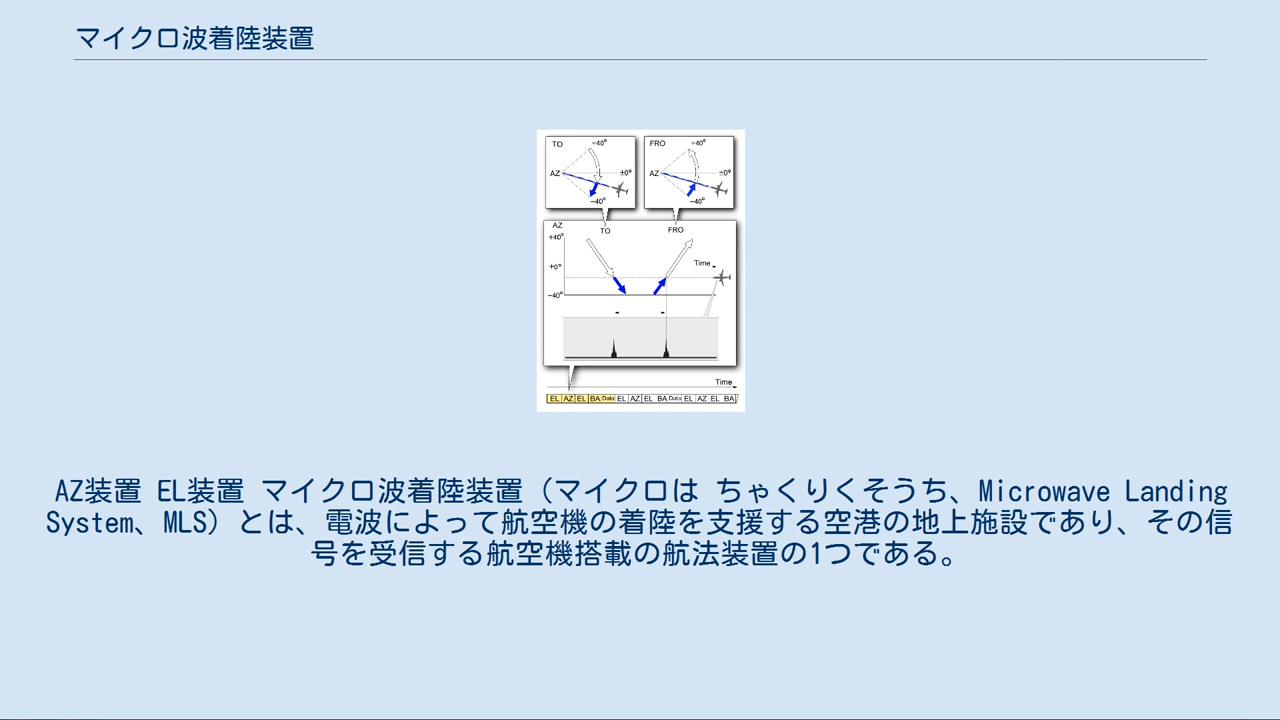 マイクロ波着陸装置
TO +40° FRO +40°
AZ ±0° AZ ±0°
−40° −40°
AZ TO FRO
+40°
Time
+0°
−40°
Time
EL AZ EL BA Data EL AZ EL BA Data EL AZ EL BA
AZ装置 EL装置 マイクロ波着陸装置（マイクロは ちゃくりくそうち、Microwave Landing
System、MLS）とは、電波によって航空機の着陸を支援する空港の地上施設であり、その信
号を受信する航空機搭載の航法装置の1つである。